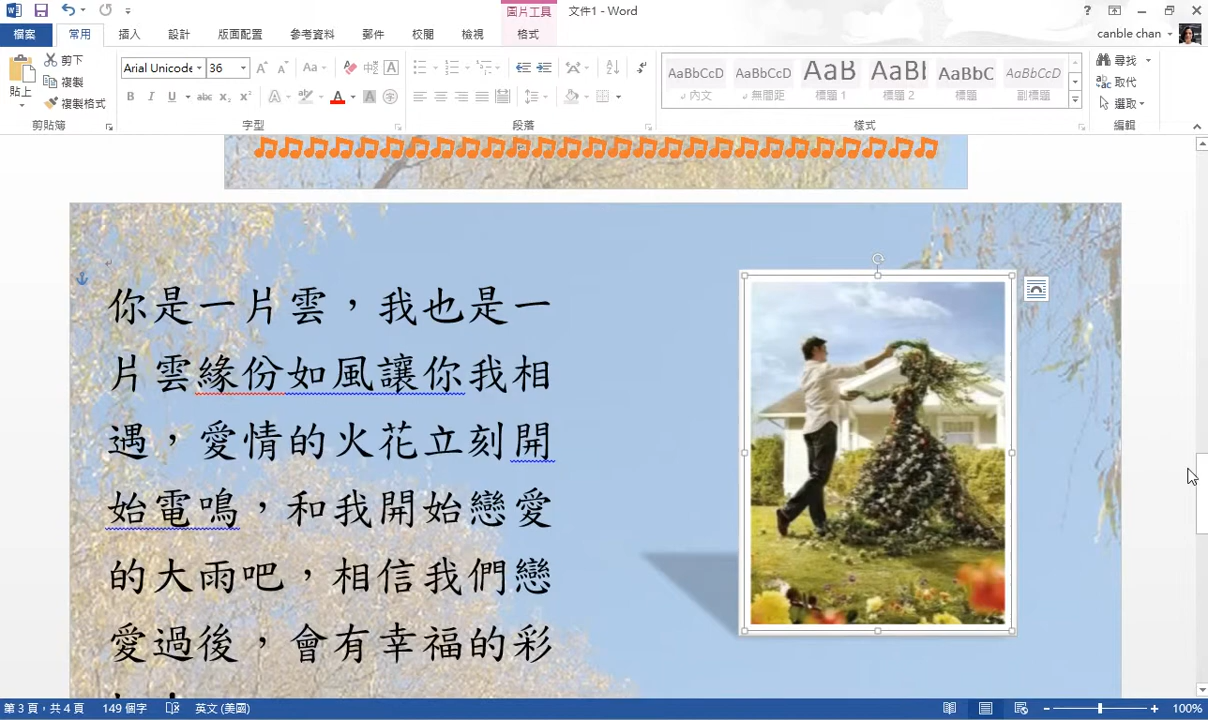 圖片工具
文件1 - Word
?
檔案
常用
插入
設計
版面配置
參考資料
郵件
校閱
檢視
格式
canble chan
貼上
剪下
複製
複製格式
剪貼簿
Arial Unicode
36
Aa
B I U abc x₂ x²
字型
段落
AaBbCcD AaBbCcD AaB AaBb AaBbC AaBbCcD
內文 無間距 標題 1 標題 2 標題 副標題
樣式
尋找
取代
選取
編輯
你是一片雲，我也是一
片雲緣份如風讓你我相
遇，愛情的火花立刻開
始電鳴，和我開始戀愛
的大雨吧，相信我們戀
愛過後，會有幸福的彩
第 3 頁，共 4 頁
149 個字
英文 (美國)
100%